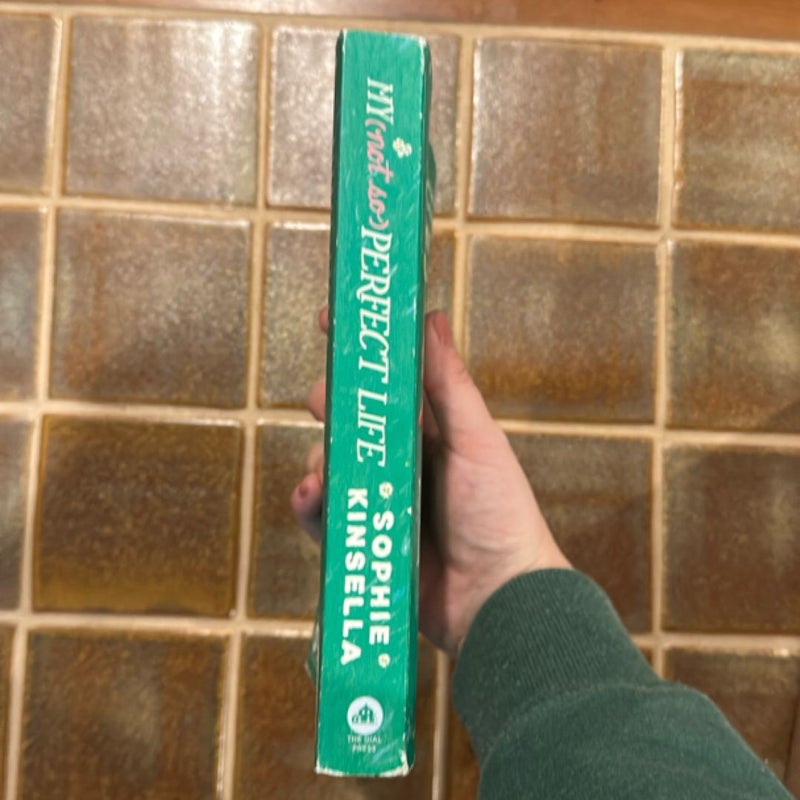 MY (not so) PERFECT LIFE
SOPHIE
KINSELLA
THE DIAL
PRESS